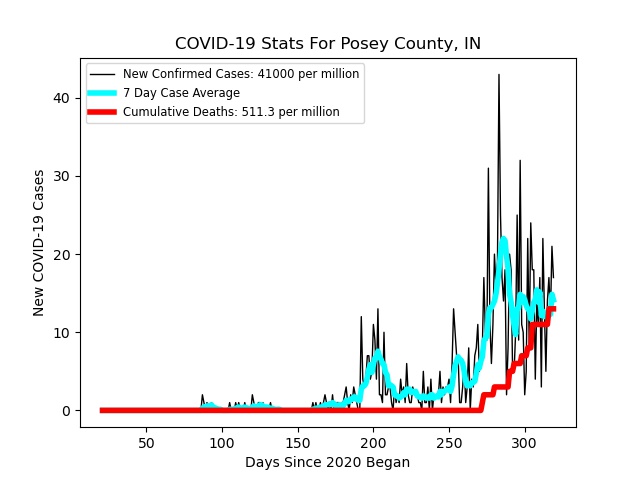 COVID-19 Stats For Posey County, IN
New Confirmed Cases: 41000 per million
7 Day Case Average
Cumulative Deaths: 511.3 per million
New COVID-19 Cases
40
30
20
10
0
50 100 150 200 250 300
Days Since 2020 Began